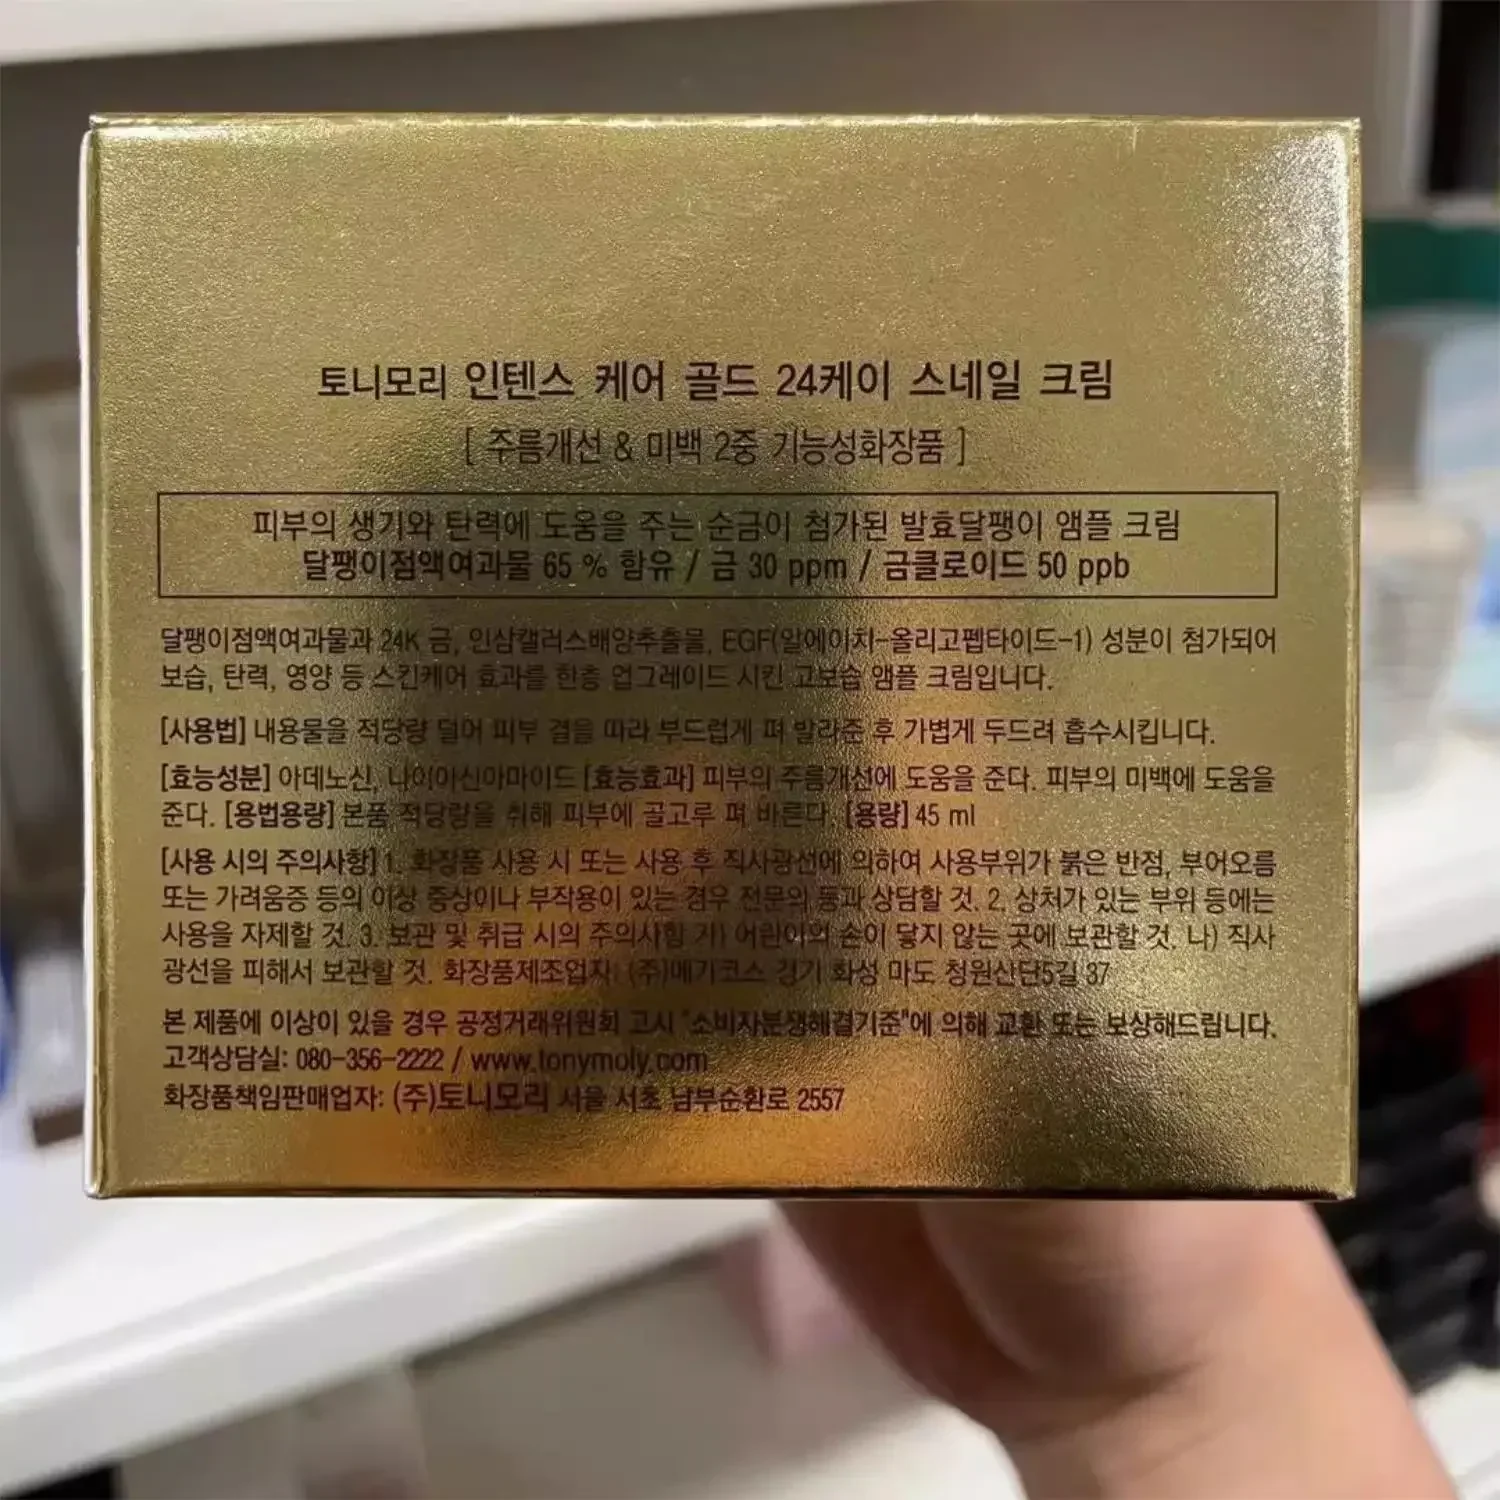 토니모리 인텐스 케어 골드 24케이 스네일 크림
[ 주름개선 & 미백 2중 기능성화장품 ]
피부의 생기와 탄력에 도움을 주는 순금이 첨가된 발효달팽이 앰플 크림
달팽이점액여과물 65 % 함유 / 금 30 ppm / 금클로이드 50 ppb
달팽이점액여과물과 24K 금, 인삼캘러스배양추출물, EGF(알에이치-올리고펩타이드-1) 성분이 첨가되어
보습, 탄력, 영양 등 스킨케어 효과를 한층 업그레이드 시킨 고보습 앰플 크림입니다.
[사용법] 내용물을 적당량 덜어 피부 결을 따라 부드럽게 펴 발라준 후 가볍게 두드려 흡수시킵니다.
[효능성분] 아데노신, 나이아신아마이드 [효능효과] 피부의 주름개선에 도움을 준다. 피부의 미백에 도움을
준다. [용법용량] 본품 적당량을 취해 피부에 골고루 펴 바른다. [용량] 45 ml
[사용 시의 주의사항] 1. 화장품 사용 시 또는 사용 후 직사광선에 의하여 사용부위가 붉은 반점, 부어오름
또는 가려움증 등의 이상 증상이나 부작용이 있는 경우 전문의 등과 상담할 것. 2. 상처가 있는 부위 등에는
사용을 자제할 것. 3. 보관 및 취급 시의 주의사항 가) 어린이의 손이 닿지 않는 곳에 보관할 것. 나) 직사
광선을 피해서 보관할 것. 화장품제조업자: (주)메가코스 경기 화성 마도 청원산단5길 37
본 제품에 이상이 있을 경우 공정거래위원회 고시 "소비자분쟁해결기준"에 의해 교환 또는 보상해드립니다.
고객상담실: 080-356-2222 / www.tonymoly.com
화장품책임판매업자: (주)토니모리 서울 서초 남부순환로 2557